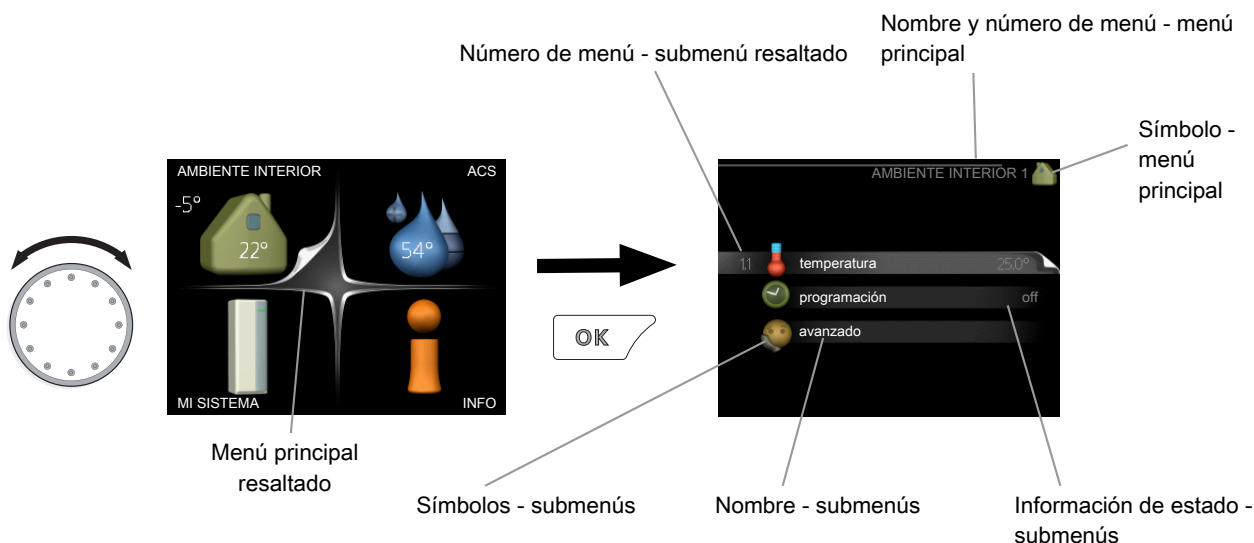 Nombre y número de menú - menú
principal
Número de menú - submenú resaltado
Símbolo -
menú
principal
AMBIENTE INTERIOR
ACS
-5°
22°
54°
MI SISTEMA
INFO
OK
AMBIENTE INTERIOR 1
1.1
temperatura
25.0°
programación
off
avanzado
Menú principal
resaltado
Símbolos - submenús
Nombre - submenús
Información de estado -
submenús